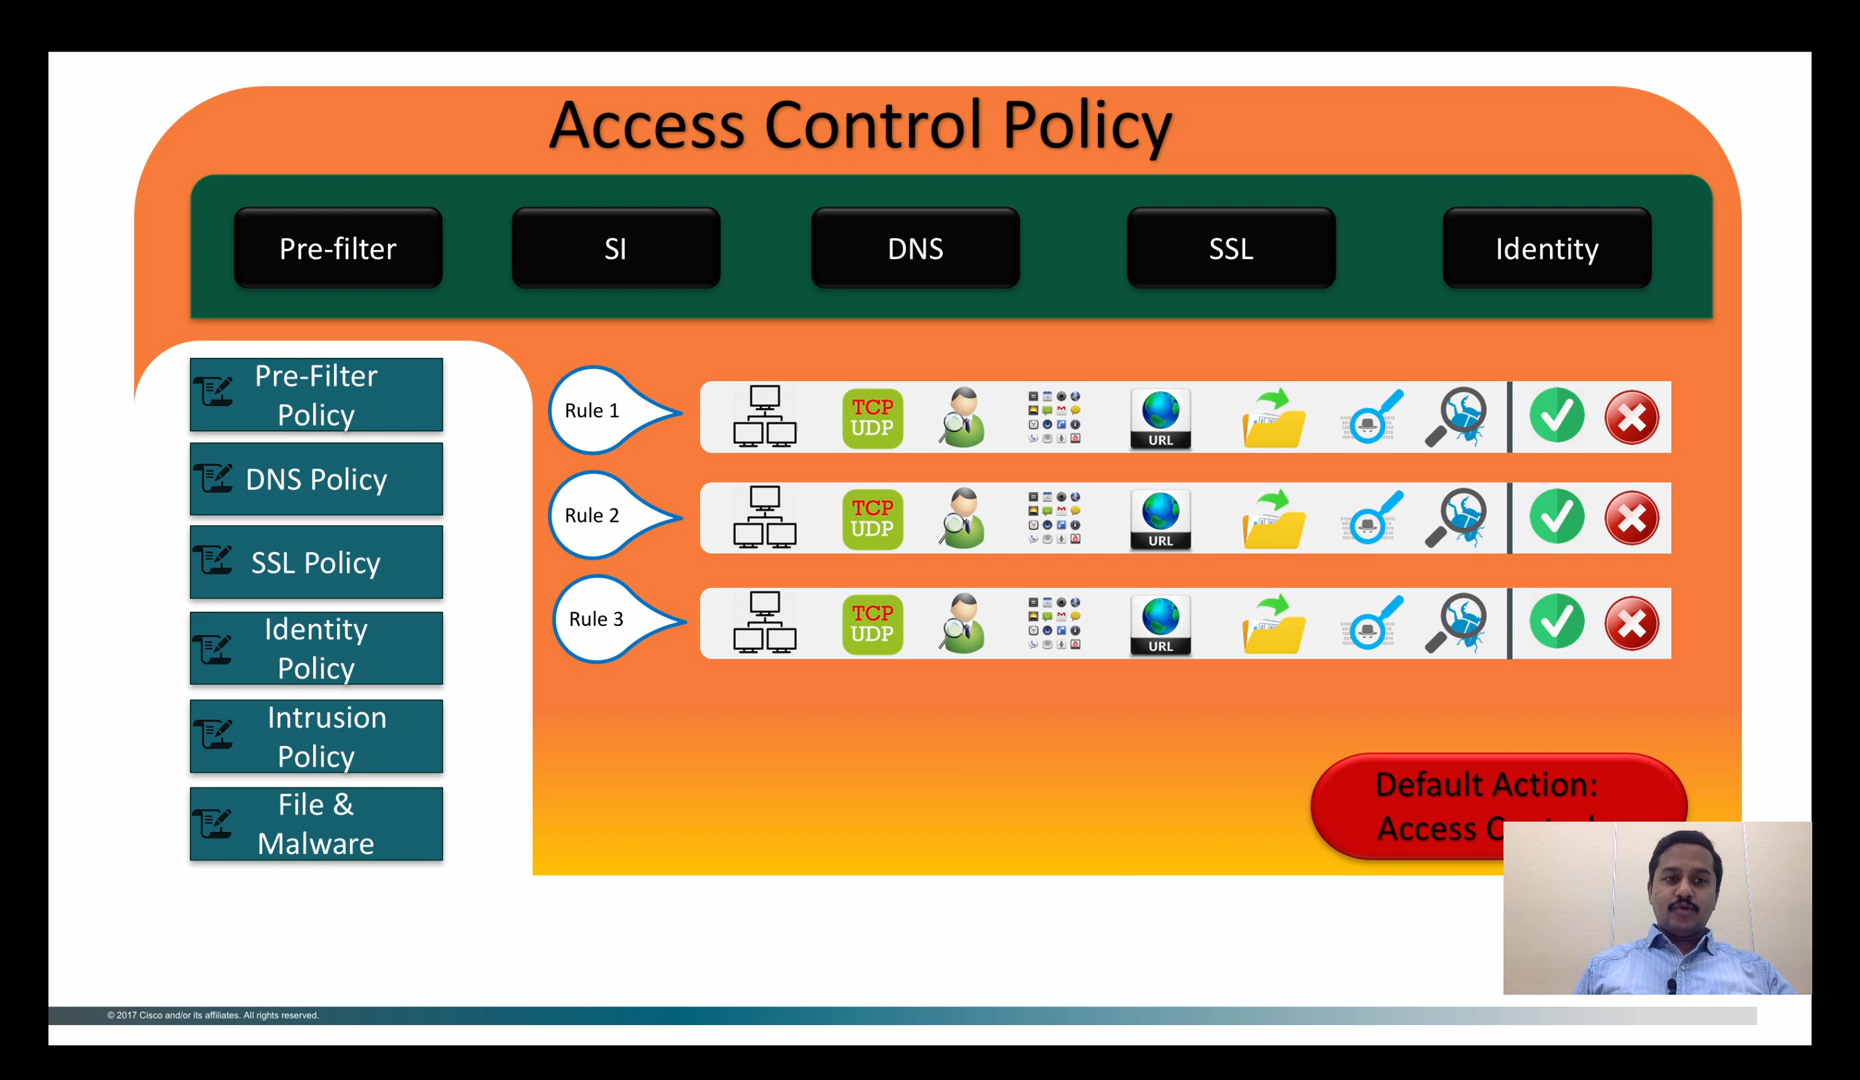 Access Control Policy
Pre-filter
SI
DNS
SSL
Identity
Pre-Filter
Policy
DNS Policy
SSL Policy
Identity
Policy
Intrusion
Policy
File &
Malware
Rule 1
TCP
UDP
URL
Rule 2
TCP
UDP
URL
Rule 3
TCP
UDP
URL
Default Action:
Access
© 2017 Cisco and/or its affiliates. All rights reserved.